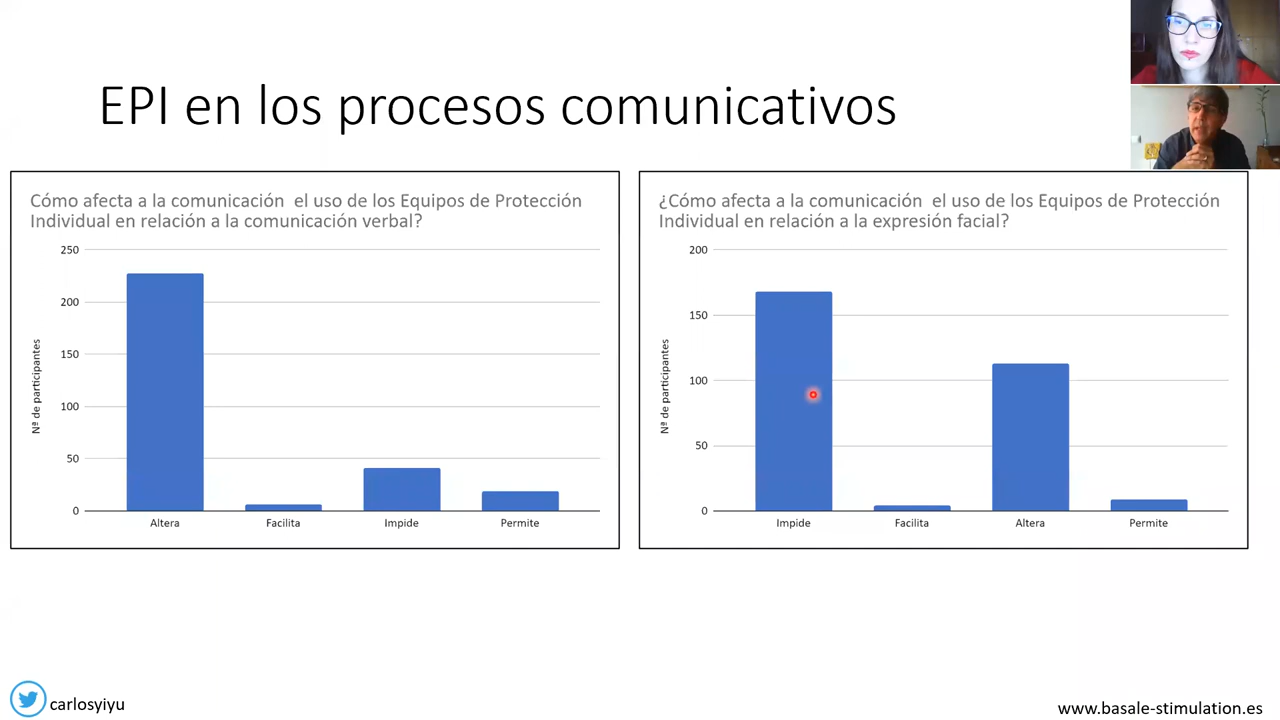 EPI en los procesos comunicativos
Cómo afecta a la comunicación  el uso de los Equipos de Protección
Individual en relación a la comunicación verbal?
250
200
150
100
50
0
Nª de participantes
Altera
Facilita
Impide
Permite
¿Cómo afecta a la comunicación  el uso de los Equipos de Protección
Individual en relación a la expresión facial?
200
150
100
50
0
Nª de participantes
Impide
Facilita
Altera
Permite
carlosyiyu
www.basale-stimulation.es